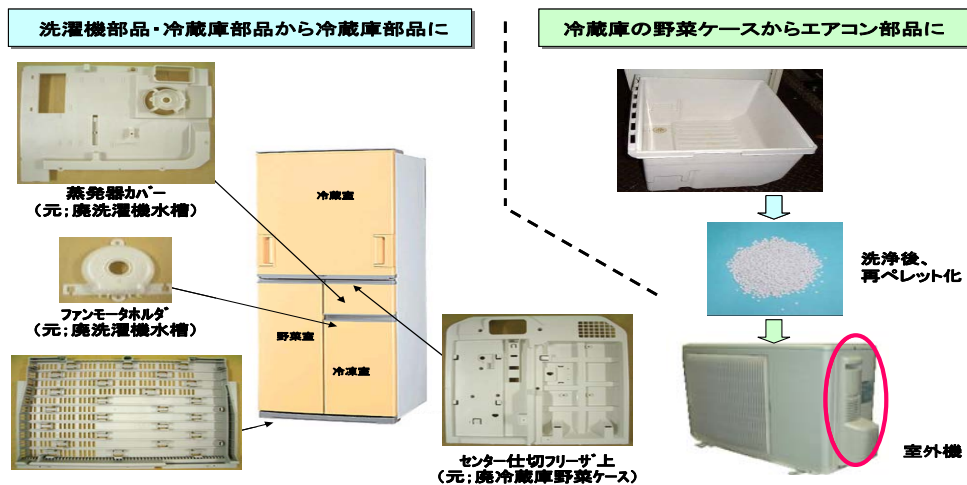 洗濯機部品・冷蔵庫部品から冷蔵庫部品に
冷蔵庫の野菜ケースからエアコン部品に
蒸発器ｶﾊﾞｰ
（元；廃洗濯機水槽）
ﾌｧﾝﾓｰﾀﾎﾙﾀﾞ
（元；廃洗濯機水槽）
冷蔵室
野菜室
冷凍室
ｾﾝﾀｰ仕切ﾌﾘｰｻﾞ上
（元；廃冷蔵庫野菜ｹｰｽ）
洗浄後、
再ペレット化
室外機